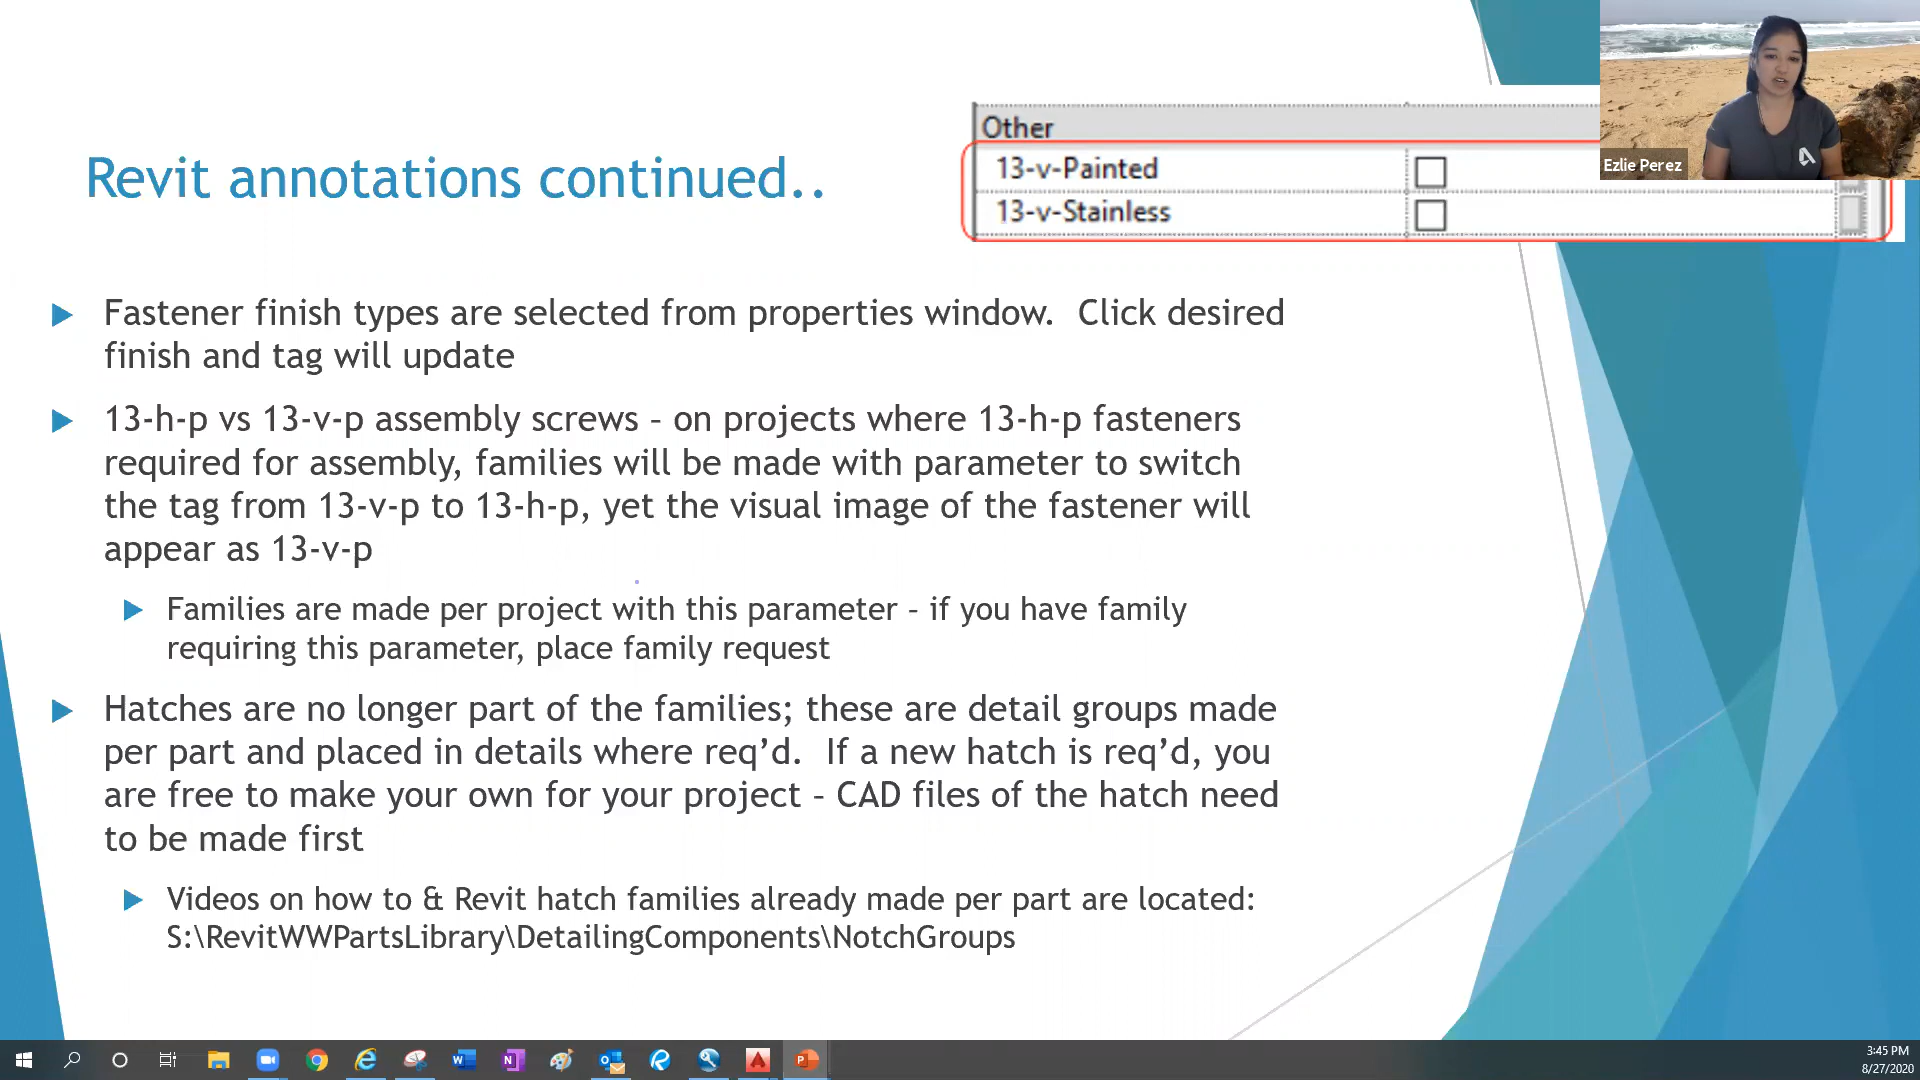 Revit annotations continued..
Other
13-v-Painted
13-v-Stainless
Ezlie Perez
Fastener finish types are selected from properties window.  Click desired
finish and tag will update
13-h-p vs 13-v-p assembly screws – on projects where 13-h-p fasteners
required for assembly, families will be made with parameter to switch
the tag from 13-v-p to 13-h-p, yet the visual image of the fastener will
appear as 13-v-p
Families are made per project with this parameter – if you have family
requiring this parameter, place family request
Hatches are no longer part of the families; these are detail groups made
per part and placed in details where req’d.  If a new hatch is req’d, you
are free to make your own for your project – CAD files of the hatch need
to be made first
Videos on how to & Revit hatch families already made per part are located:
S:\RevitWWPartsLibrary\DetailingComponents\NotchGroups
3:45 PM
8/27/2020